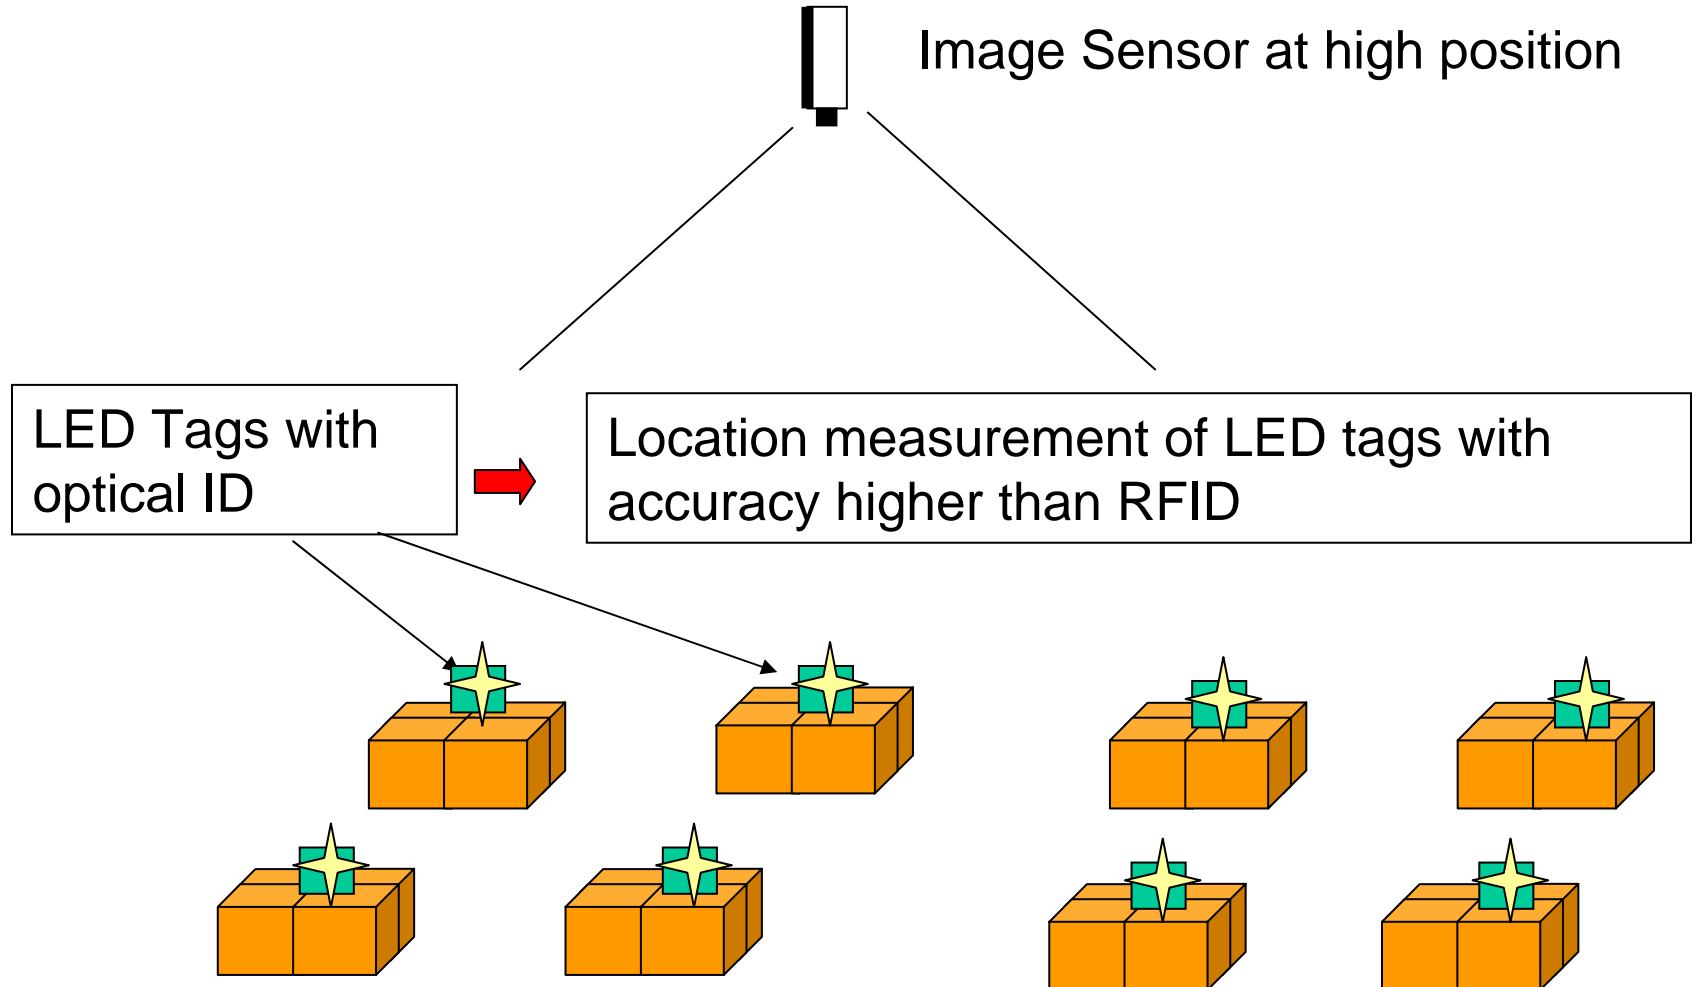 Image Sensor at high position
LED Tags with
optical ID
Location measurement of LED tags with
accuracy higher than RFID